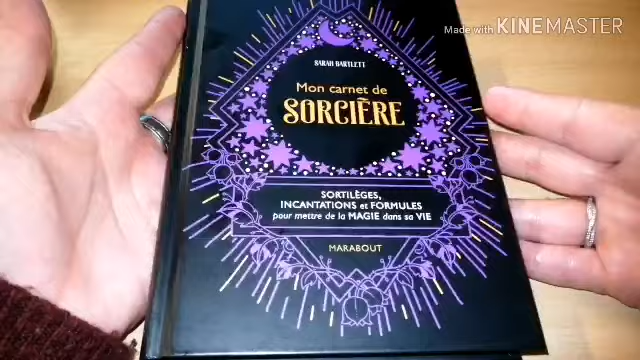 Made with KINEMASTER
SARAH BARTLETT
Mon carnet de
SORCIÈRE
SORTILÈGES,
INCANTATIONS et FORMULES
pour mettre de la MAGIE dans sa VIE
MARABOUT